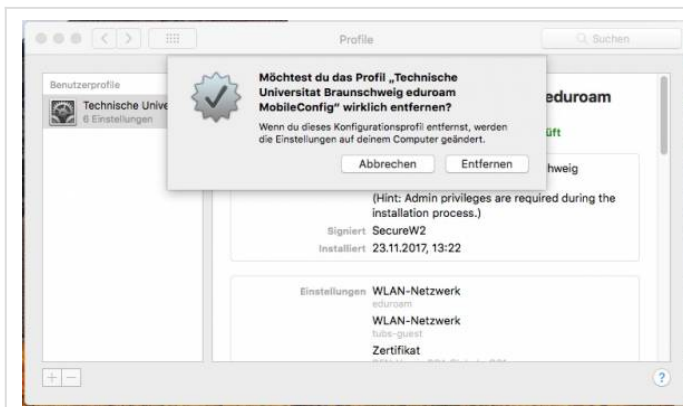 Profile
Suchen
Benutzerprofile
Technische Unive
6 Einstellungen
Möchtest du das Profil „Technische
Universitat Braunschweig eduroam
MobileConfig“ wirklich entfernen?
Wenn du dieses Konfigurationsprofil entfernst, werden
die Einstellungen auf deinem Computer geändert.
Abbrechen
Entfernen
eduroam
üft
hweig
(Hint: Admin privileges are required during the
installation process.)
Signiert SecureW2
Installiert 23.11.2017, 13:22
Einstellungen WLAN-Netzwerk
eduroam
WLAN-Netzwerk
tubs-guest
Zertifikat
+ −
?